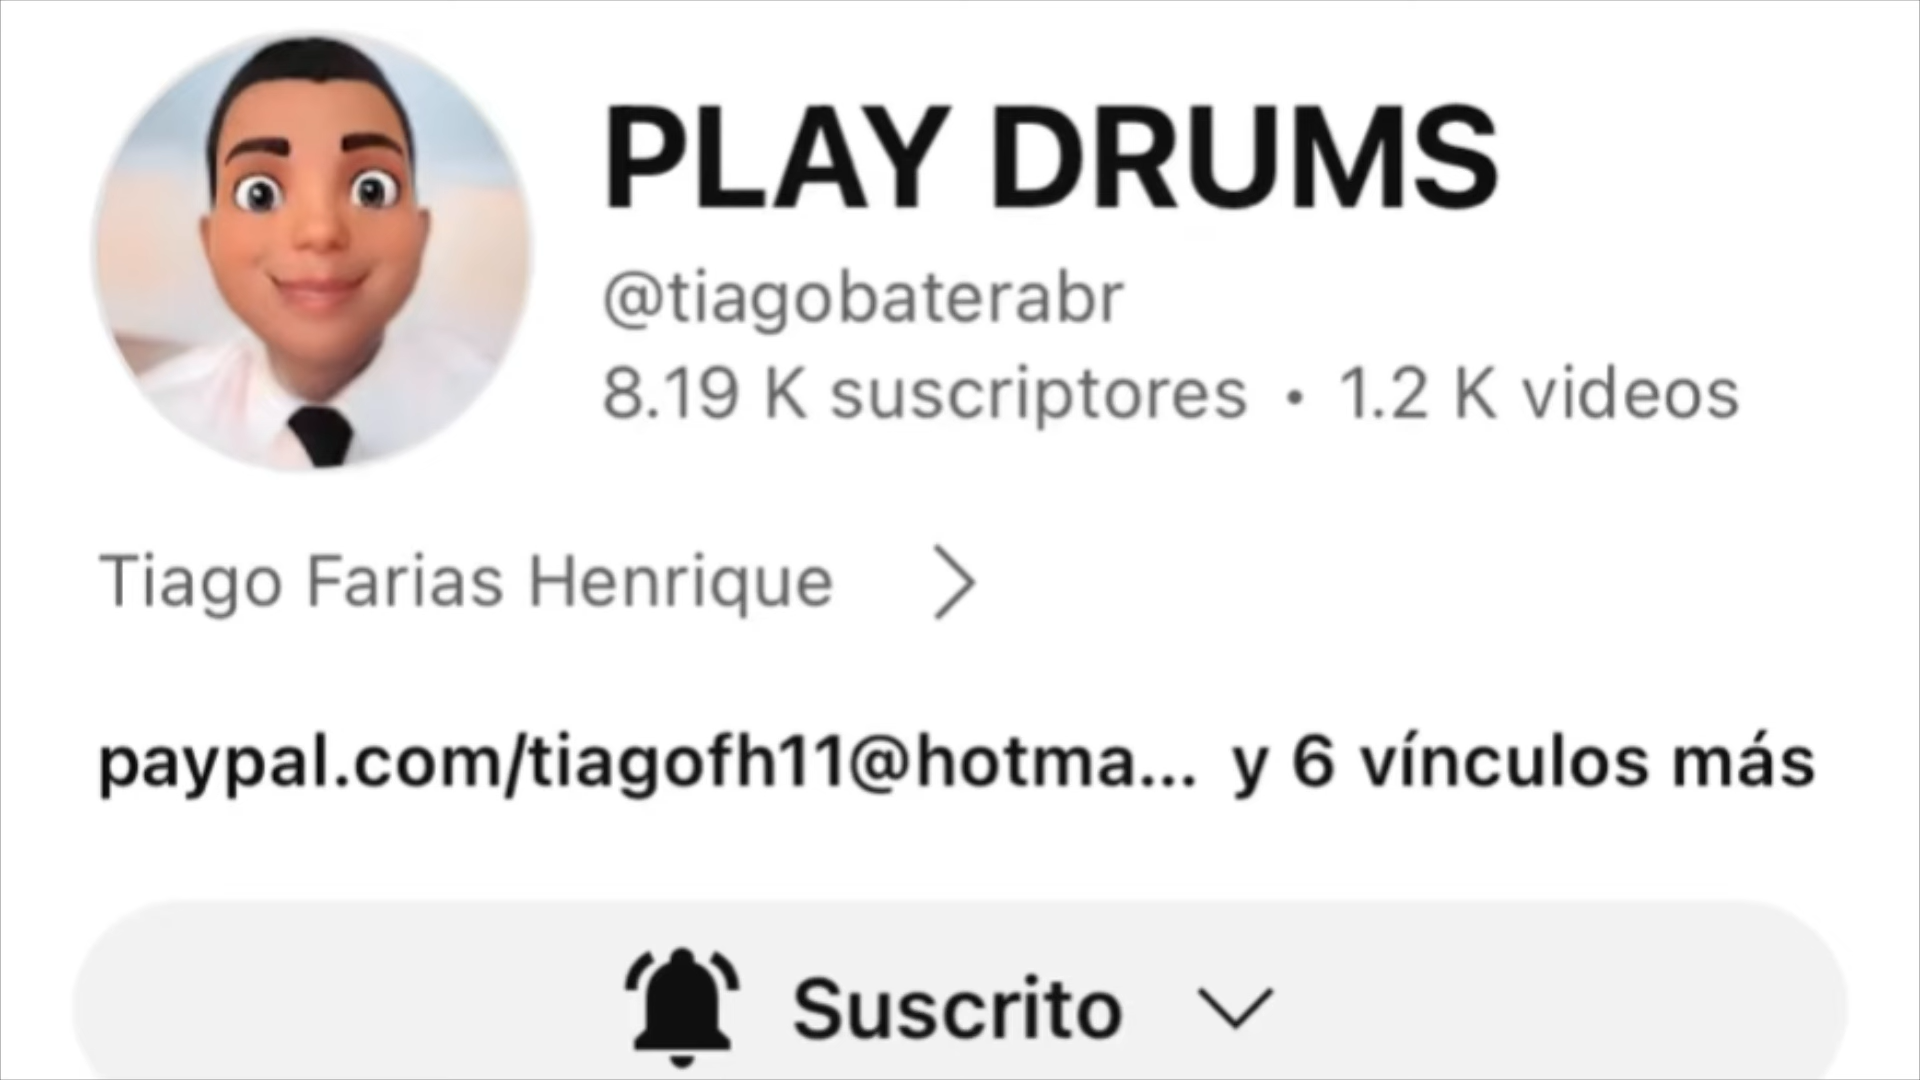 PLAY DRUMS
@tiagobaterabr
8.19 K suscriptores • 1.2 K videos
Tiago Farias Henrique
paypal.com/tiagofh11@hotma... y 6 vínculos más
Suscrito